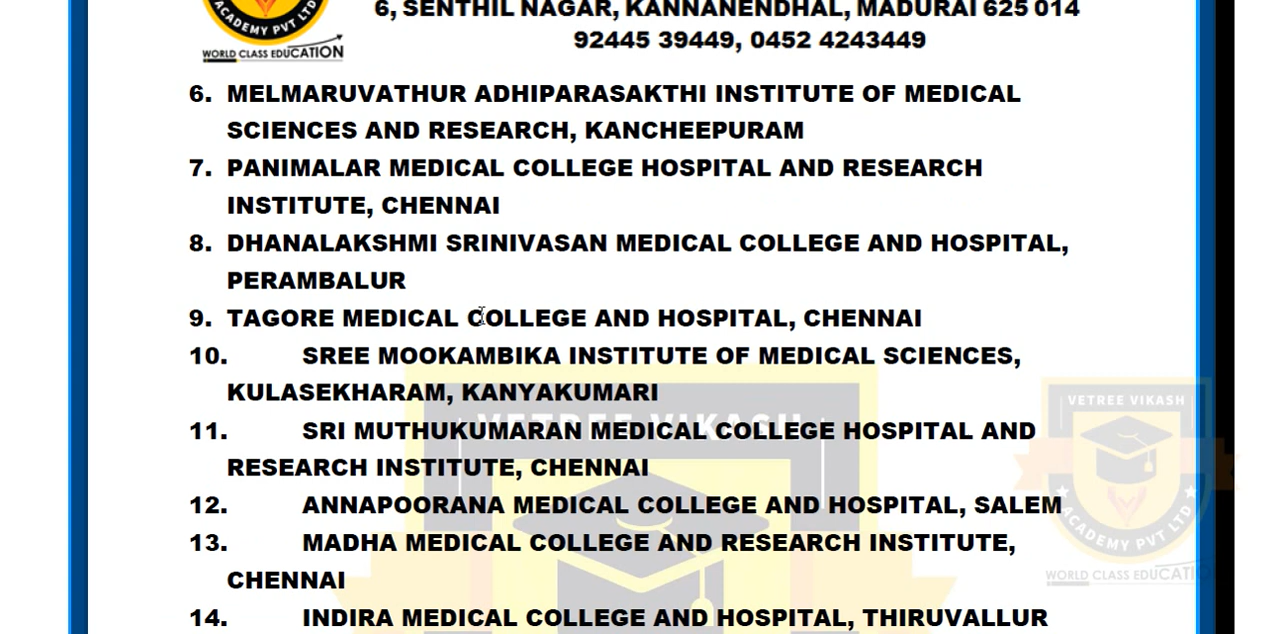 ACADEMY PVT LTD
WORLD CLASS EDUCATION
6, SENTHIL NAGAR, KANNANENDHAL, MADURAI 625 014
92445 39449, 0452 4243449
6. MELMARUVATHUR ADHIPARASAKTHI INSTITUTE OF MEDICAL
SCIENCES AND RESEARCH, KANCHEEPURAM
7. PANIMALAR MEDICAL COLLEGE HOSPITAL AND RESEARCH
INSTITUTE, CHENNAI
8. DHANALAKSHMI SRINIVASAN MEDICAL COLLEGE AND HOSPITAL,
PERAMBALUR
9. TAGORE MEDICAL COLLEGE AND HOSPITAL, CHENNAI
10. SREE MOOKAMBIKA INSTITUTE OF MEDICAL SCIENCES,
KULASEKHARAM, KANYAKUMARI
11. SRI MUTHUKUMARAN MEDICAL COLLEGE HOSPITAL AND
RESEARCH INSTITUTE, CHENNAI
12. ANNAPOORANA MEDICAL COLLEGE AND HOSPITAL, SALEM
13. MADHA MEDICAL COLLEGE AND RESEARCH INSTITUTE,
CHENNAI
14. INDIRA MEDICAL COLLEGE AND HOSPITAL, THIRUVALLUR
VETREE VIKASH
VETREE VIKASH
ACADEMY PVT LTD
WORLD CLASS EDUCATION